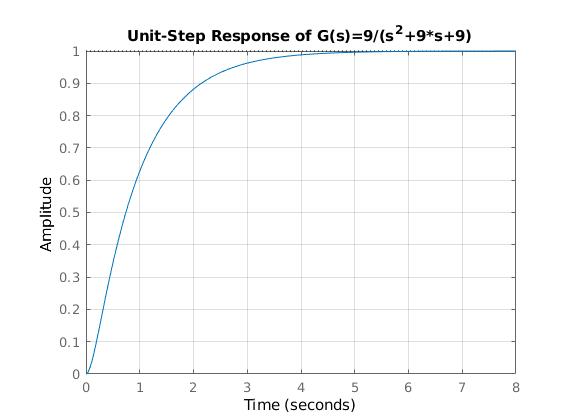 Unit-Step Response of G(s)=9/(s²+9*s+9)
1
0.9
0.8
0.7
0.6
0.5
0.4
0.3
0.2
0.1
0
Amplitude
0 1 2 3 4 5 6 7 8
Time (seconds)